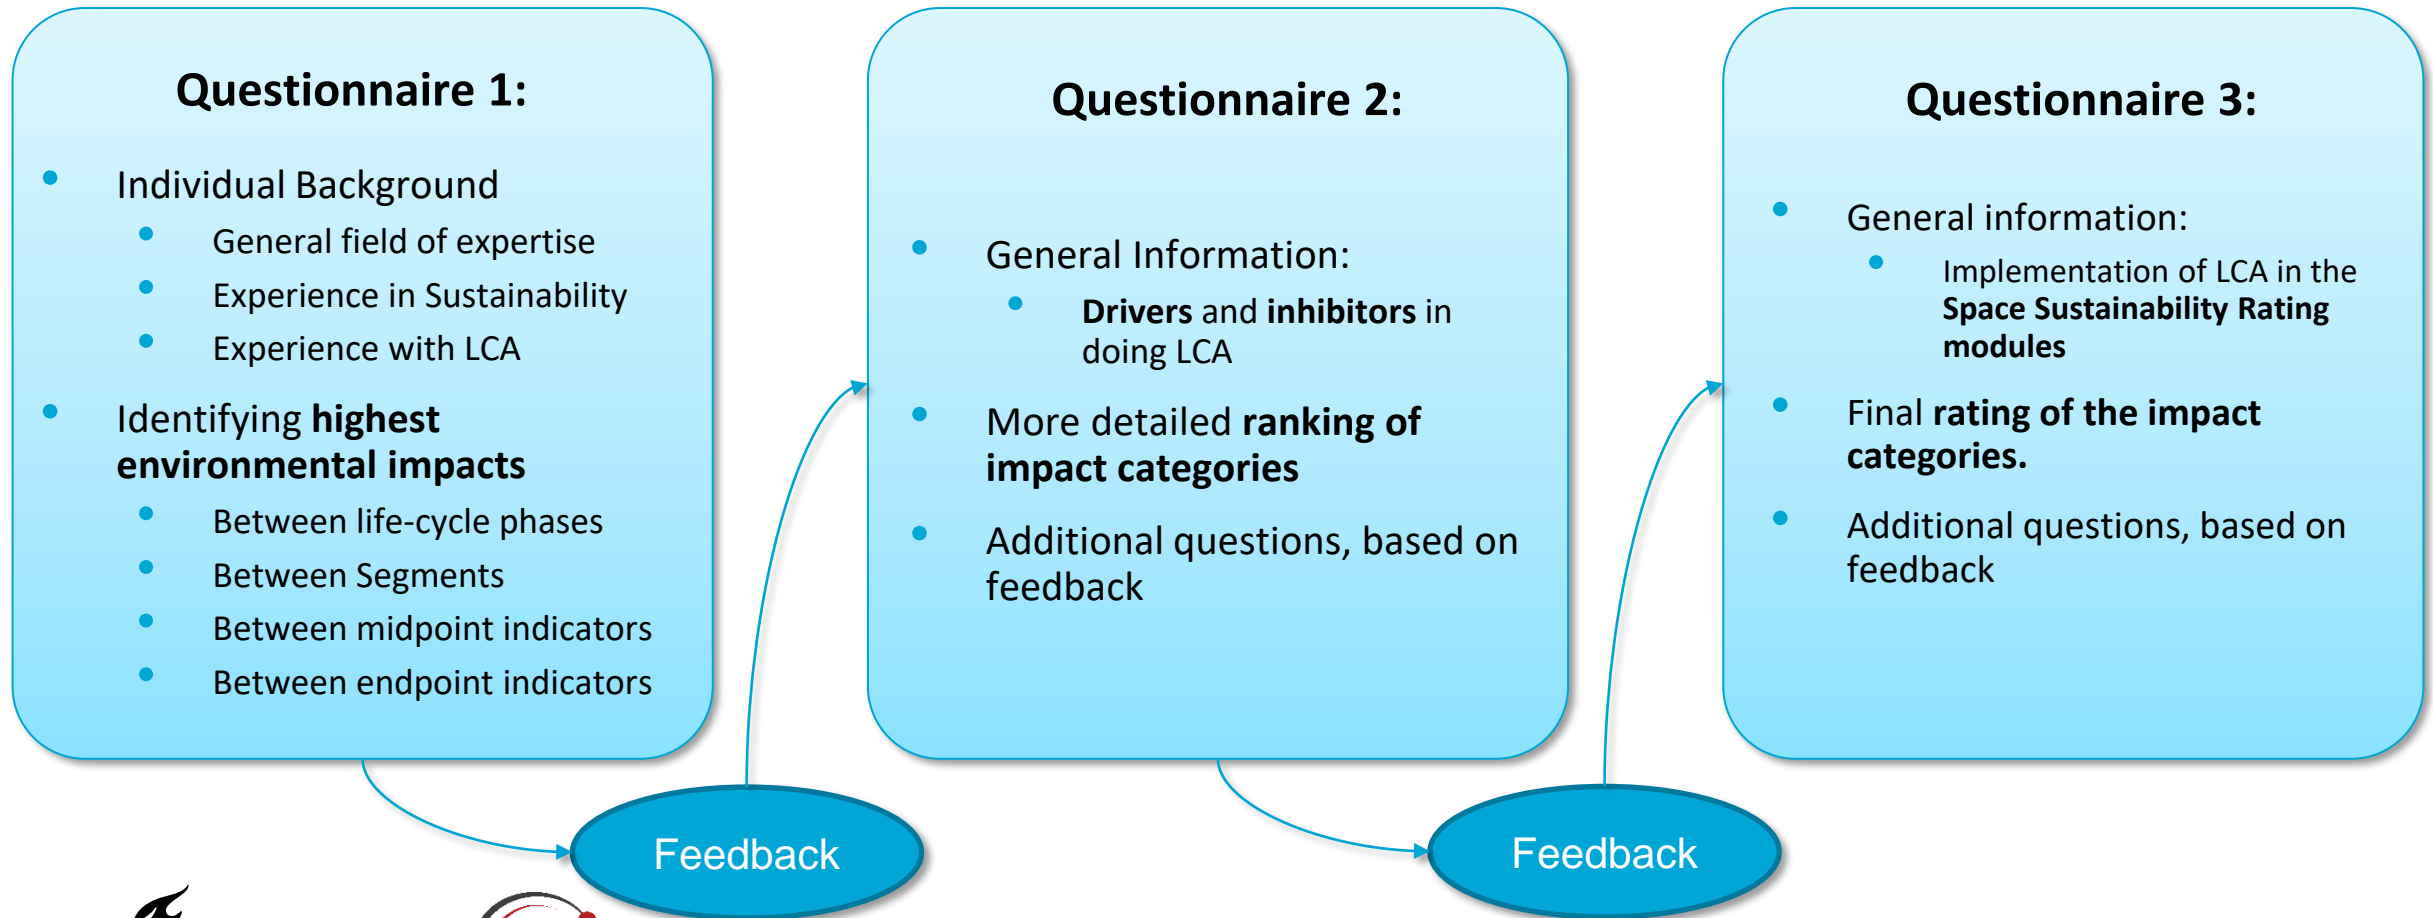 Questionnaire 1:
• Individual Background
• General field of expertise
• Experience in Sustainability
• Experience with LCA
• Identifying highest
environmental impacts
• Between life-cycle phases
• Between Segments
• Between midpoint indicators
• Between endpoint indicators
Feedback
Questionnaire 2:
• General Information:
• Drivers and inhibitors in
doing LCA
• More detailed ranking of
impact categories
• Additional questions, based on
feedback
Feedback
Questionnaire 3:
• General information:
• Implementation of LCA in the
Space Sustainability Rating
modules
• Final rating of the impact
categories.
• Additional questions, based on
feedback